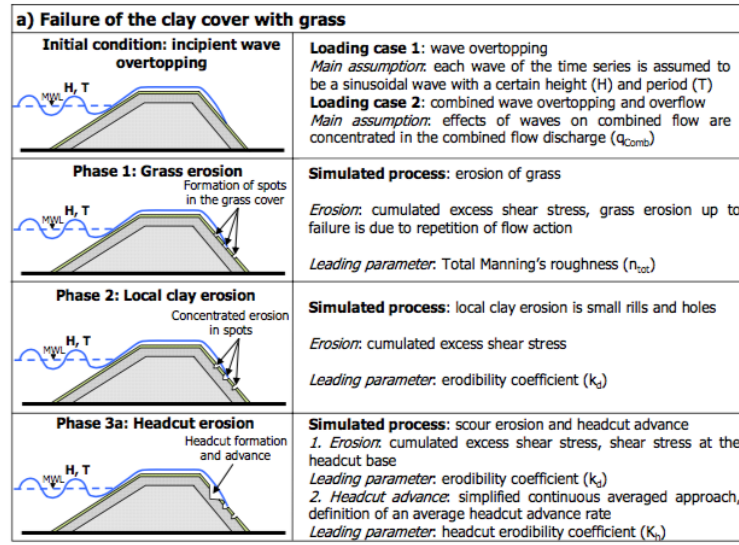 a) Failure of the clay cover with grass
Initial condition: incipient wave
overtopping
H, T
MWL
Loading case 1: wave overtopping
Main assumption: each wave of the time series is assumed to
be a sinusoidal wave with a certain height (H) and period (T)
Loading case 2: combined wave overtopping and overflow
Main assumption: effects of waves on combined flow are
concentrated in the combined flow discharge (qComb)
Phase 1: Grass erosion
Formation of spots
in the grass cover
H, T
MWL
Simulated process: erosion of grass
Erosion: cumulated excess shear stress, grass erosion up to
failure is due to repetition of flow action
Leading parameter: Total Manning's roughness (ntot)
Phase 2: Local clay erosion
Concentrated erosion
in spots
H, T
MWL
Simulated process: local clay erosion is small rills and holes
Erosion: cumulated excess shear stress
Leading parameter: erodibility coefficient (kd)
Phase 3a: Headcut erosion
Headcut formation
and advance
H, T
MWL
Simulated process: scour erosion and headcut advance
1. Erosion: cumulated excess shear stress, shear stress at the
headcut base
Leading parameter: erodibility coefficient (kd)
2. Headcut advance: simplified continuous averaged approach,
definition of an average headcut advance rate
Leading parameter: headcut erodibility coefficient (Kh)